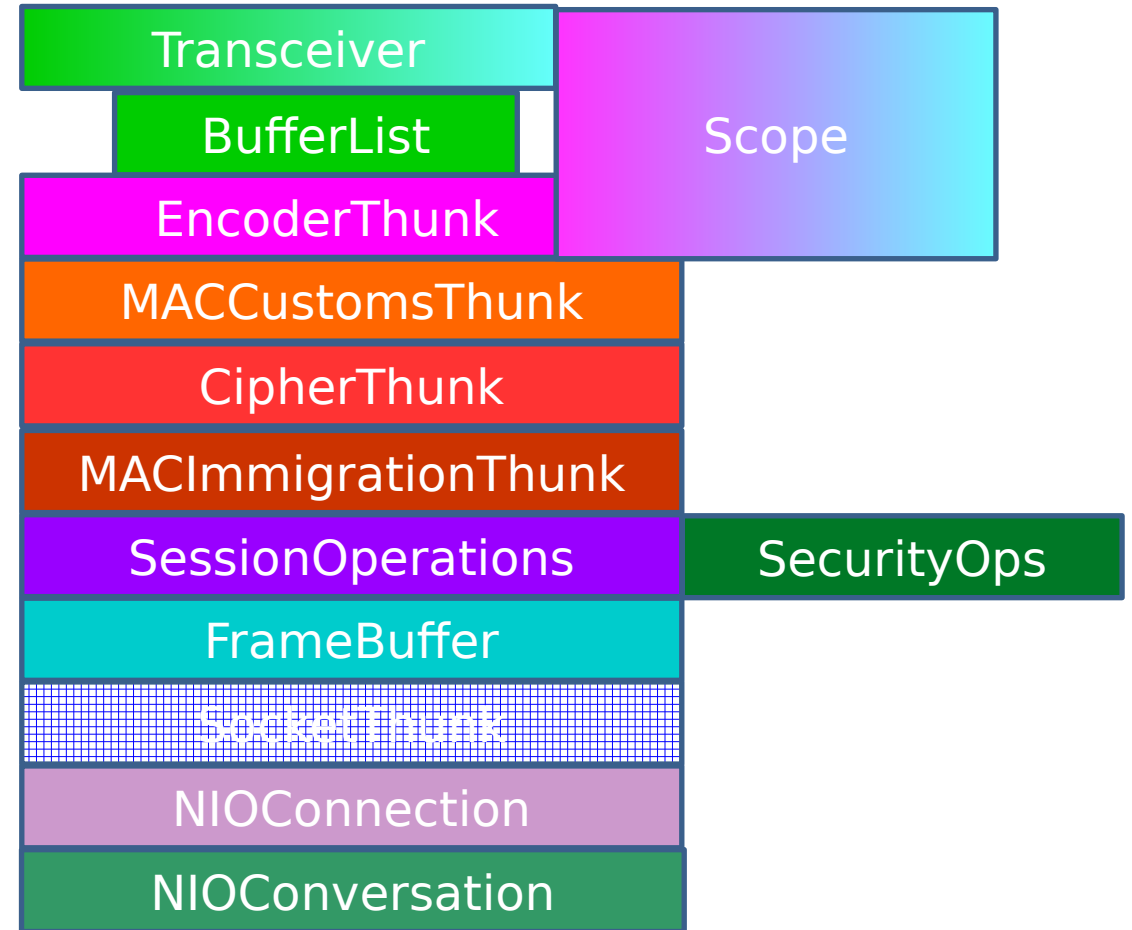 Transceiver
Scope
BufferList
EncoderThunk
MACCustomsThunk
CipherThunk
MACImmigrationThunk
SessionOperations
SecurityOps
FrameBuffer
SocketThunk
NIOConnection
NIOConversation